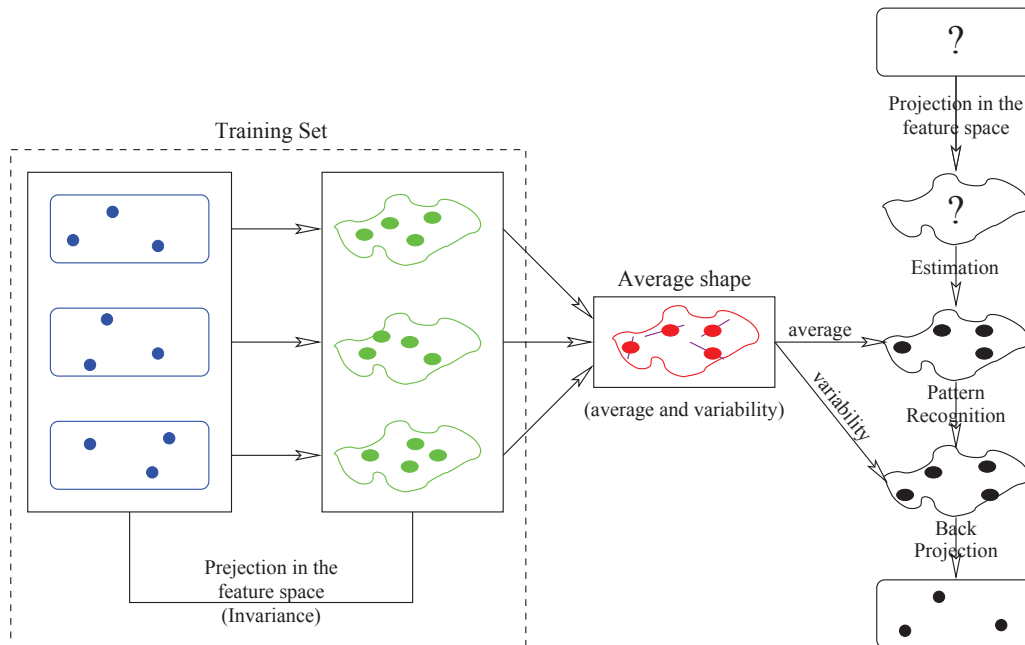 Training Set
Prejection in the
feature space
(Invariance)
Average shape
(average and variability)
average
variability
?
Projection in the
feature space
?
Estimation
Pattern
Recognition
Back
Projection